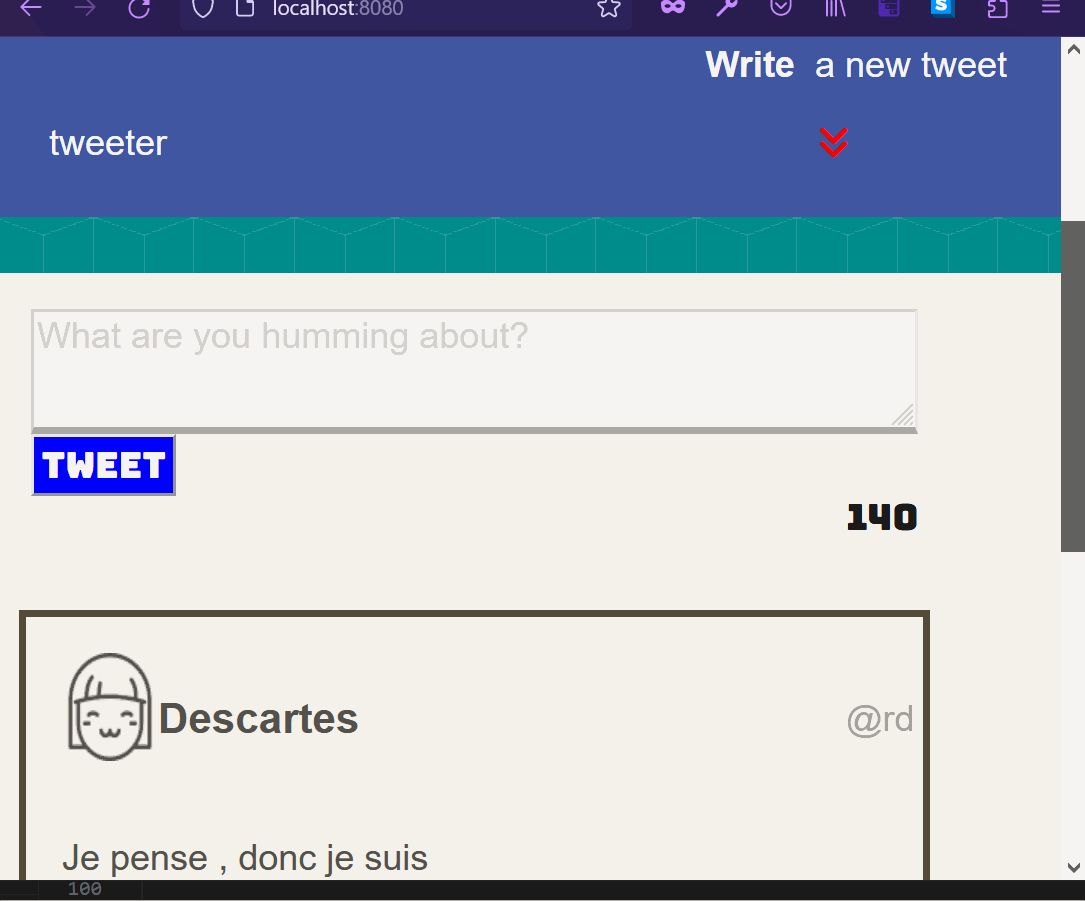 localhost:8080
Write a new tweet
tweeter
What are you humming about?
TWEET
140
Descartes @rd
Je pense , donc je suis
100